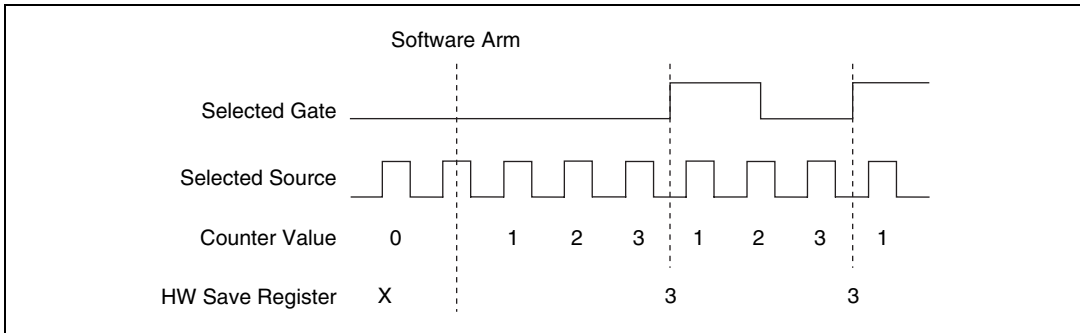 Software Arm
Selected Gate
Selected Source
Counter Value 0 1 2 3 1 2 3 1
HW Save Register X 3 3